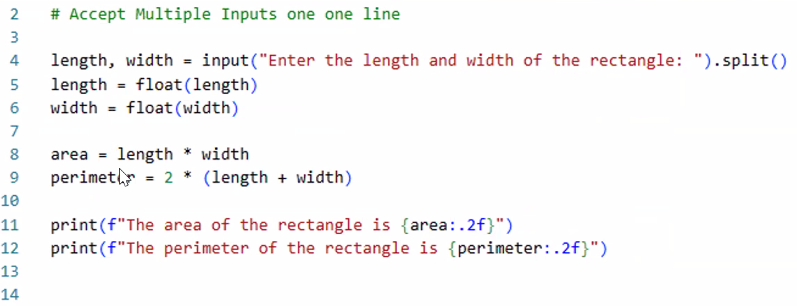 2 # Accept Multiple Inputs one one line
3
4 length, width = input("Enter the length and width of the rectangle: ").split()
5 length = float(length)
6 width = float(width)
7
8 area = length * width
9 perimeter = 2 * (length + width)
10
11 print(f"The area of the rectangle is {area:.2f}")
12 print(f"The perimeter of the rectangle is {perimeter:.2f}")
13
14